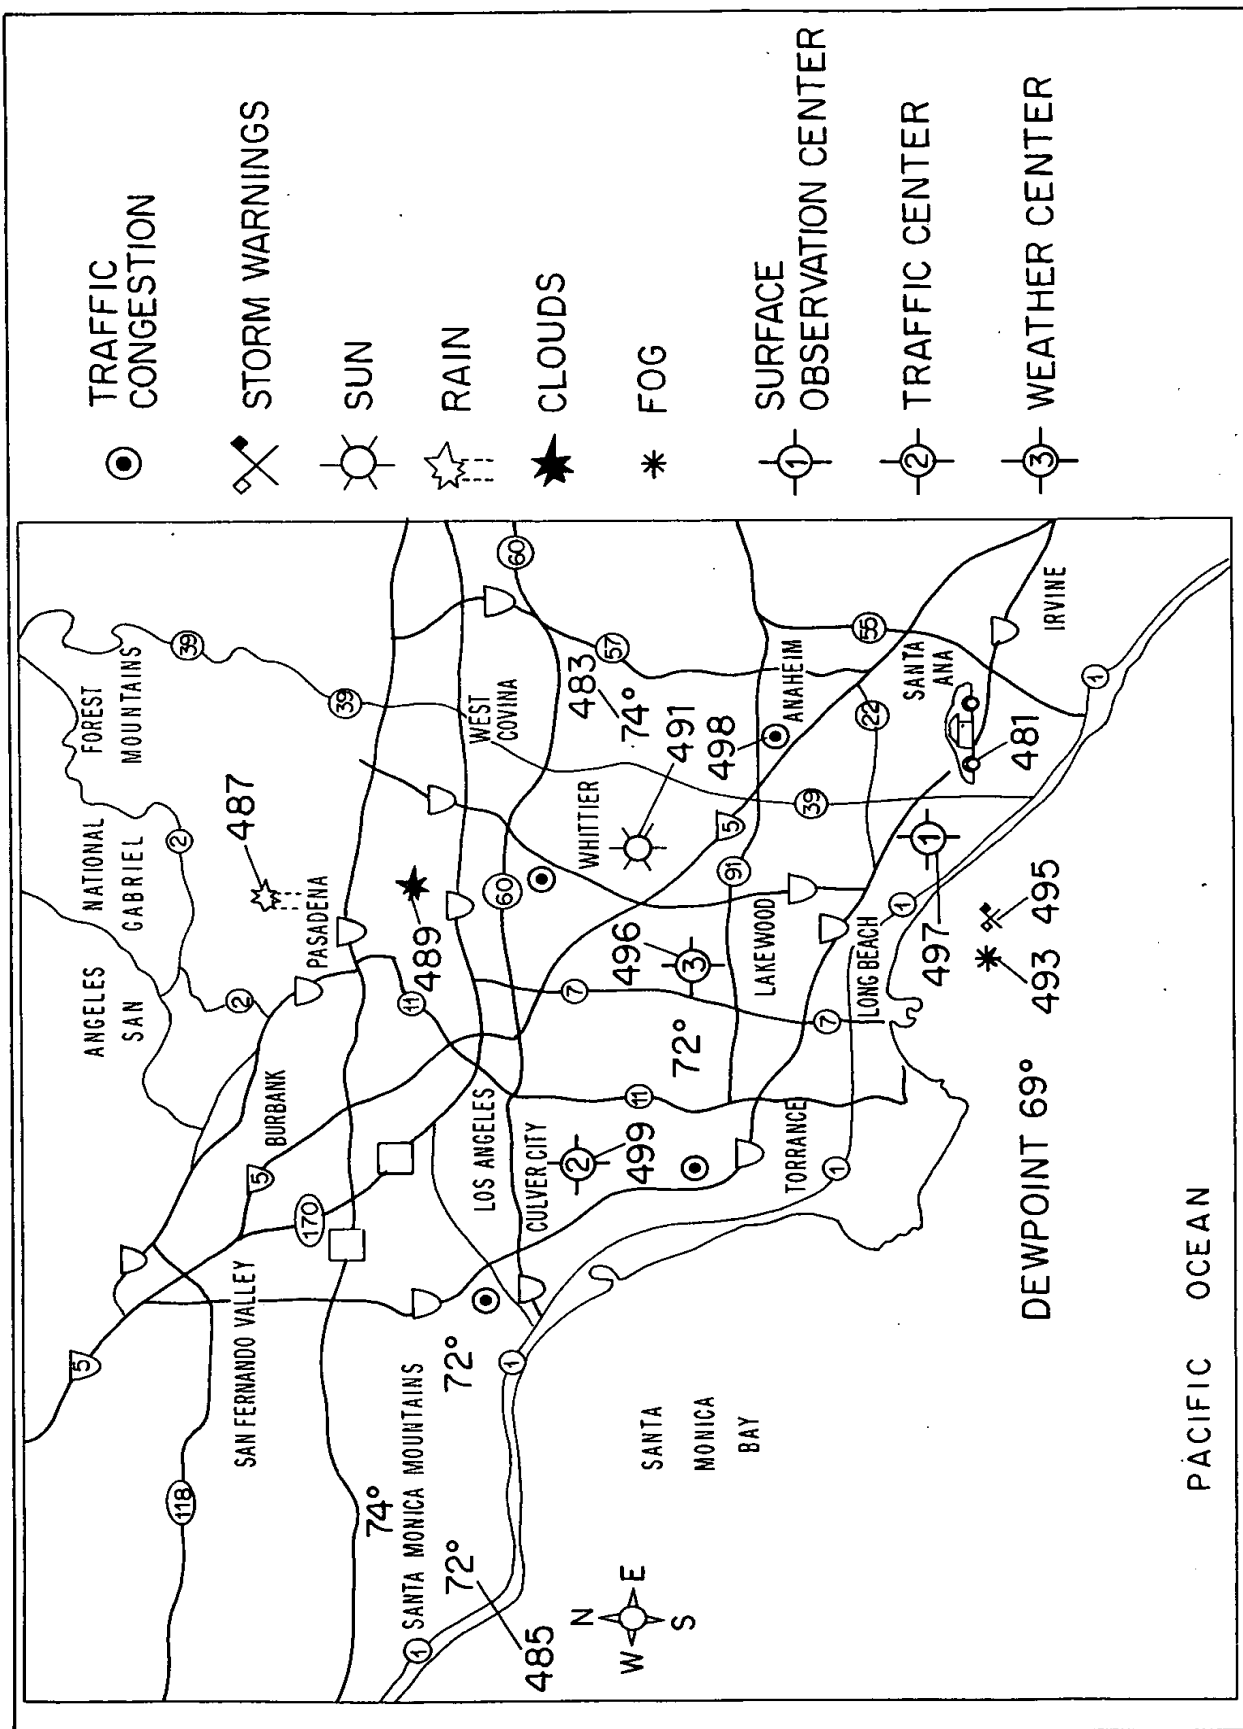 ANGELES NATIONAL FOREST
SAN GABRIEL MOUNTAINS
5
118
2
2
39
39
487
SAN FERNANDO VALLEY
BURBANK
PASADENA
170
5
11
489
74°
SANTA MONICA MOUNTAINS
1
72°
72°
485
LOS ANGELES
CULVER CITY
60
60
WEST
COVINA
1
2
499
WHITTIER
483
74°
57
491
498
N
W E
S
SANTA
MONICA
BAY
11
7
72°
496
3
5
91
39
TORRANCE
LAKEWOOD
ANAHEIM
1
7
LONG BEACH
22
55
SANTA
ANA
1
1
497
481
IRVINE
1
DEWPOINT 69°
493
495
PACIFIC OCEAN
TRAFFIC
CONGESTION
STORM WARNINGS
SUN
RAIN
CLOUDS
FOG
1 SURFACE
OBSERVATION CENTER
2 TRAFFIC CENTER
3 WEATHER CENTER